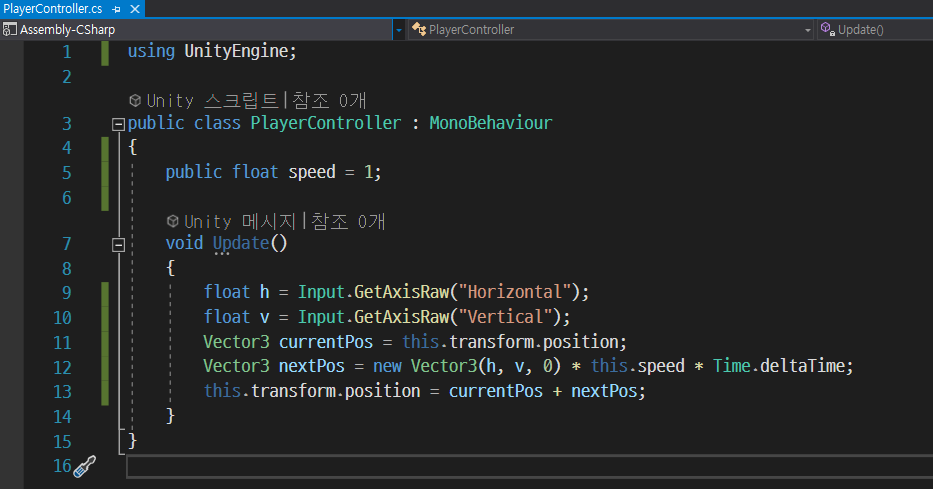 PlayerController.cs
Assembly-CSharp PlayerController Update()
1 using UnityEngine;
2
Unity 스크립트|참조 0개
3 public class PlayerController : MonoBehaviour
4 {
5 public float speed = 1;
6
Unity 메시지|참조 0개
7 void Update()
8 {
9 float h = Input.GetAxisRaw("Horizontal");
10 float v = Input.GetAxisRaw("Vertical");
11 Vector3 currentPos = this.transform.position;
12 Vector3 nextPos = new Vector3(h, v, 0) * this.speed * Time.deltaTime;
13 this.transform.position = currentPos + nextPos;
14 }
15 }
16